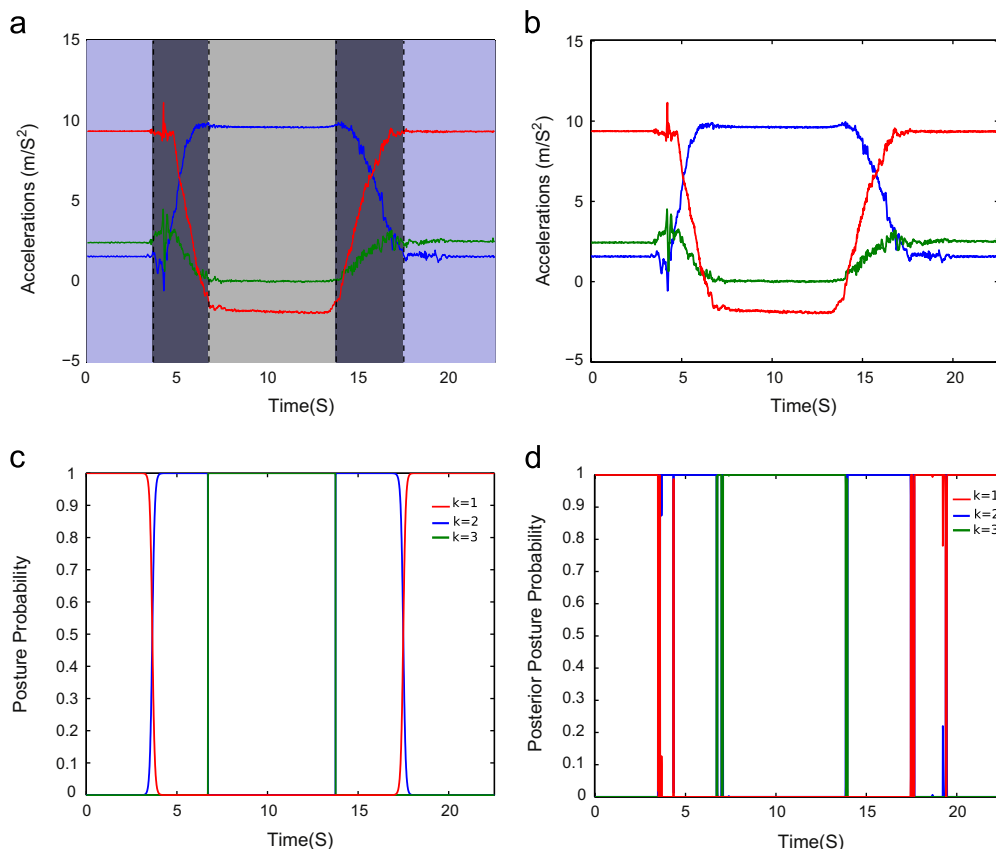 a
15
10
5
0
−5
Accelerations (m/S²)
0 5 10 15 20
Time(S)
b
15
10
5
0
−5
Accelerations (m/S²)
0 5 10 15 20
Time(S)
c
1
0.9
0.8
0.7
0.6
0.5
0.4
0.3
0.2
0.1
0
Posture Probability
k=1
k=2
k=3
0 5 10 15 20
Time(S)
d
1
0.9
0.8
0.7
0.6
0.5
0.4
0.3
0.2
0.1
0
Posterior Posture Probability
k=1
k=2
k=3
0 5 10 15 20
Time(S)